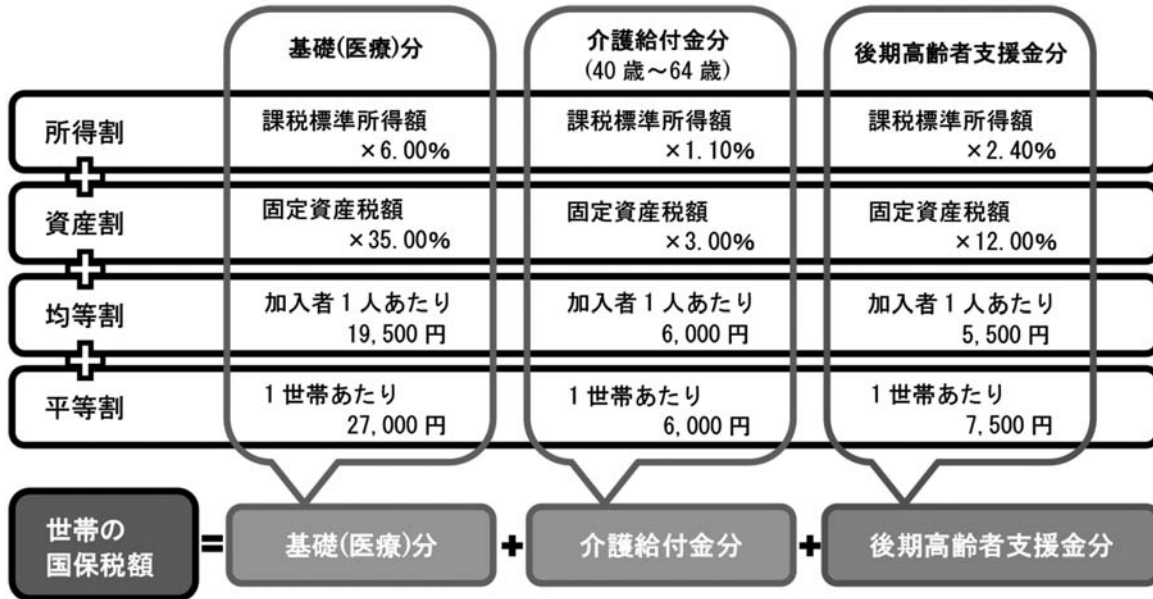 基礎(医療)分
介護給付金分
(40歳～64歳)
後期高齢者支援金分
所得割
課税標準所得額
×6.00%
課税標準所得額
×1.10%
課税標準所得額
×2.40%
+
資産割
固定資産税額
×35.00%
固定資産税額
×3.00%
固定資産税額
×12.00%
+
均等割
加入者1人あたり
19,500円
加入者1人あたり
6,000円
加入者1人あたり
5,500円
+
平等割
1世帯あたり
27,000円
1世帯あたり
6,000円
1世帯あたり
7,500円
世帯の
国保税額
=
基礎(医療)分
+
介護給付金分
+
後期高齢者支援金分